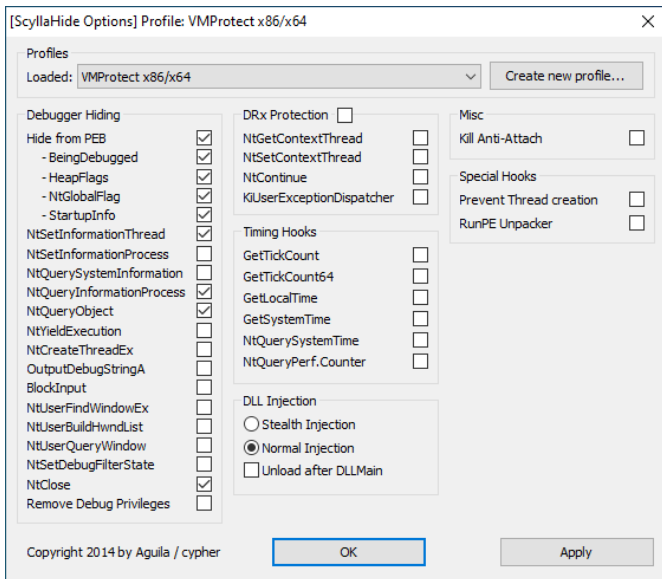 [ScyllaHide Options] Profile: VMProtect x86/x64
Profiles
Loaded: VMProtect x86/x64
Create new profile...
Debugger Hiding
Hide from PEB
- BeingDebugged
- HeapFlags
- NtGlobalFlag
- StartupInfo
NtSetInformationThread
NtSetInformationProcess
NtQuerySystemInformation
NtQueryInformationProcess
NtQueryObject
NtYieldExecution
NtCreateThreadEx
OutputDebugStringA
BlockInput
NtUserFindWindowEx
NtUserBuildHwndList
NtUserQueryWindow
NtSetDebugFilterState
NtClose
Remove Debug Privileges
DRx Protection
NtGetContextThread
NtSetContextThread
NtContinue
KiUserExceptionDispatcher
Timing Hooks
GetTickCount
GetTickCount64
GetLocalTime
GetSystemTime
NtQuerySystemTime
NtQueryPerf.Counter
DLL Injection
Stealth Injection
Normal Injection
Unload after DLLMain
Misc
Kill Anti-Attach
Special Hooks
Prevent Thread creation
RunPE Unpacker
Copyright 2014 by Aguila / cypher
OK
Apply